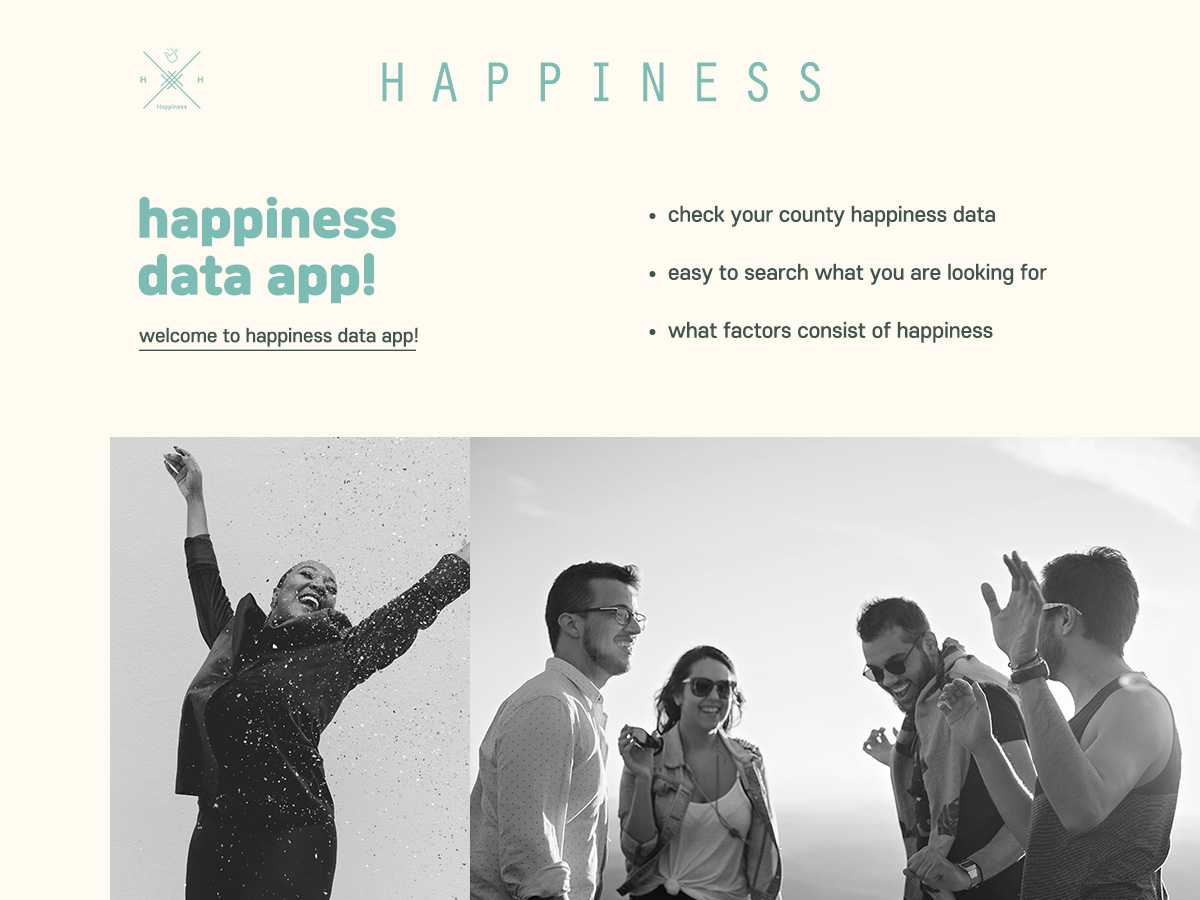 H H
Happiness
HAPPINESS
happiness
data app!
welcome to happiness data app!
• check your county happiness data
• easy to search what you are looking for
• what factors consist of happiness